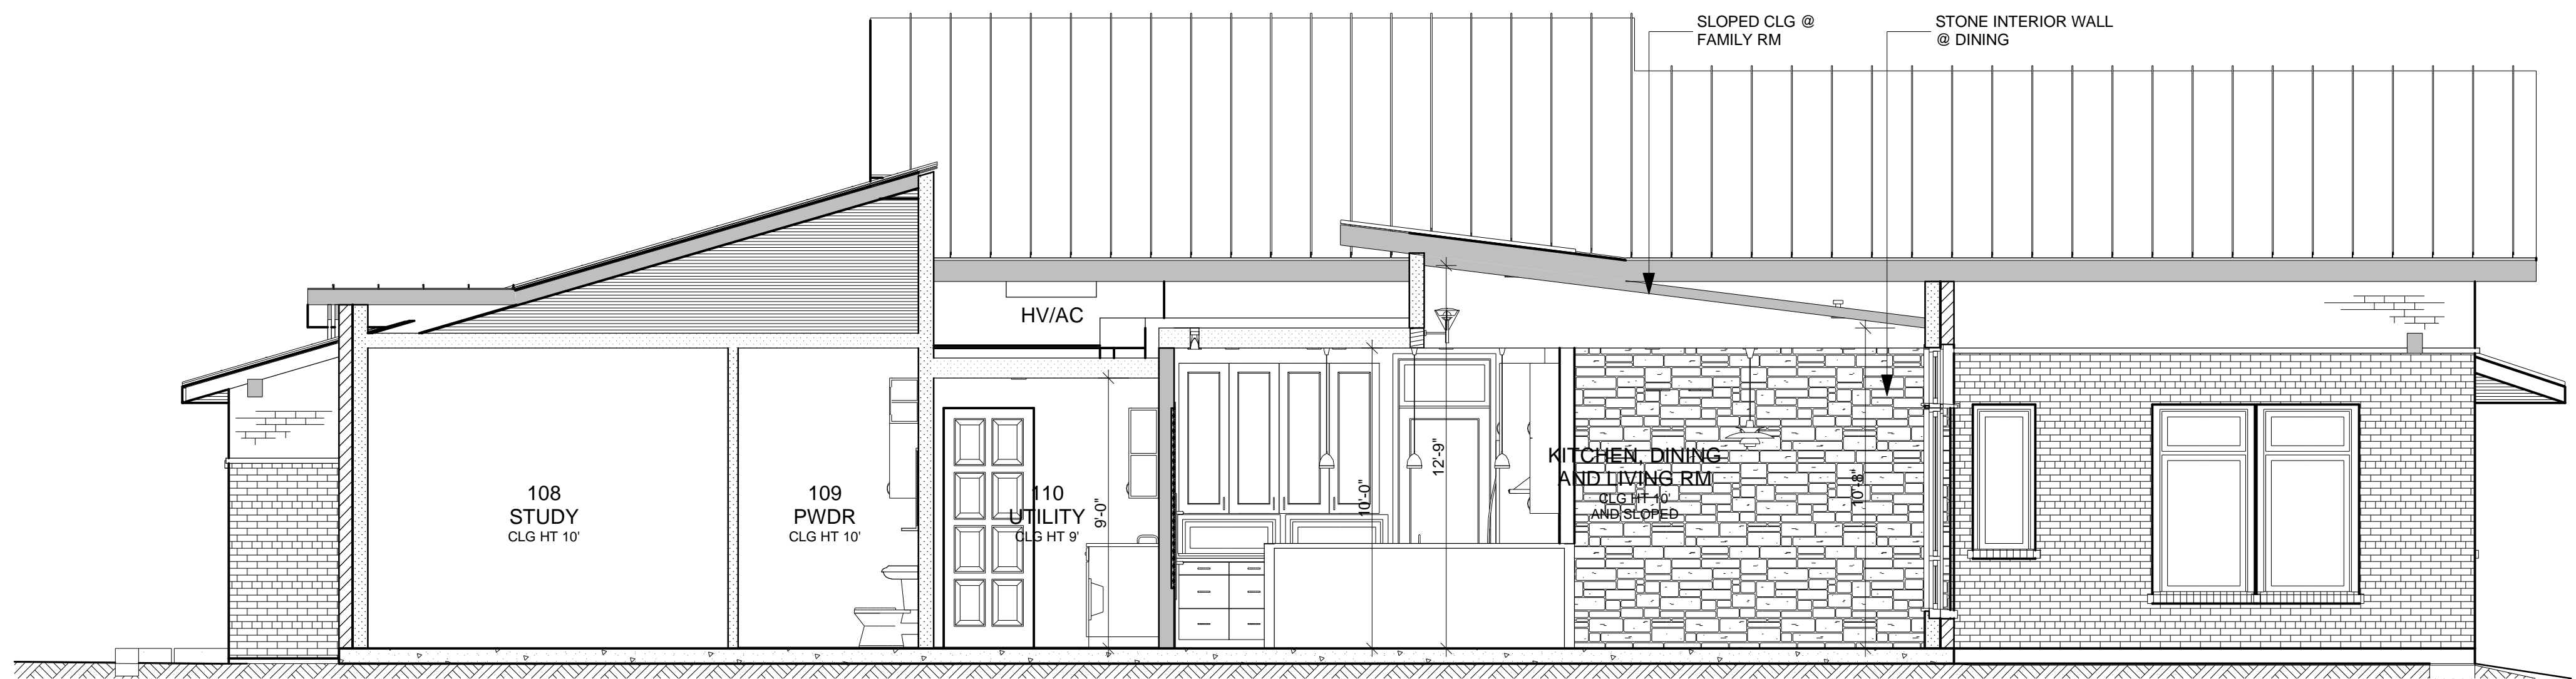 SLOPED CLG @
FAMILY RM
STONE INTERIOR WALL
@ DINING
HV/AC
108
STUDY
CLG HT 10'
109
PWDR
CLG HT 10'
110
UTILITY
CLG HT 9'
9'-0"
10'-0"
12'-9"
KITCHEN, DINING
AND LIVING RM
CLG HT 10'
AND SLOPED
10'-8"